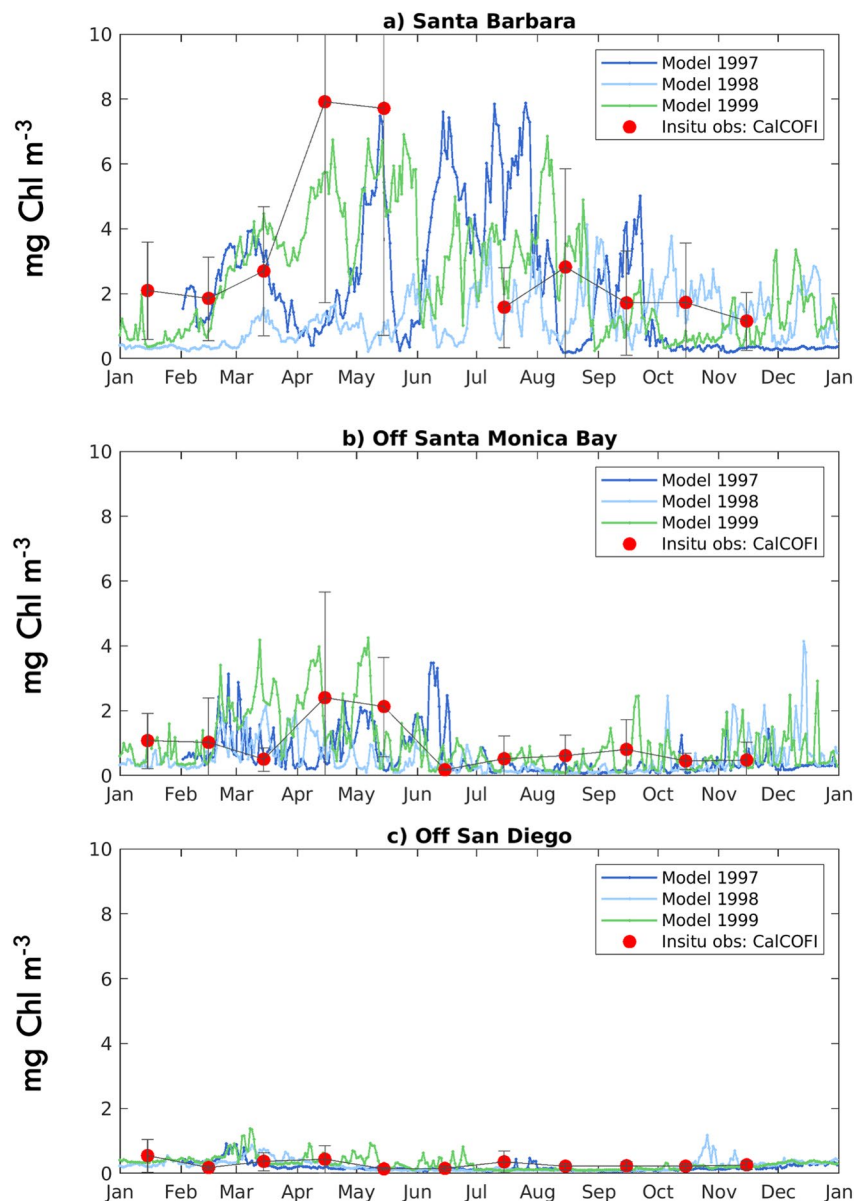 a) Santa Barbara
10
8
6
4
2
0
mg Chl m-3
Model 1997
Model 1998
Model 1999
Insitu obs: CalCOFI
Jan Feb Mar Apr May Jun Jul Aug Sep Oct Nov Dec Jan
b) Off Santa Monica Bay
10
8
6
4
2
0
mg Chl m-3
Model 1997
Model 1998
Model 1999
Insitu obs: CalCOFI
Jan Feb Mar Apr May Jun Jul Aug Sep Oct Nov Dec Jan
c) Off San Diego
10
8
6
4
2
0
mg Chl m-3
Model 1997
Model 1998
Model 1999
Insitu obs: CalCOFI
Jan Feb Mar Apr May Jun Jul Aug Sep Oct Nov Dec Jan